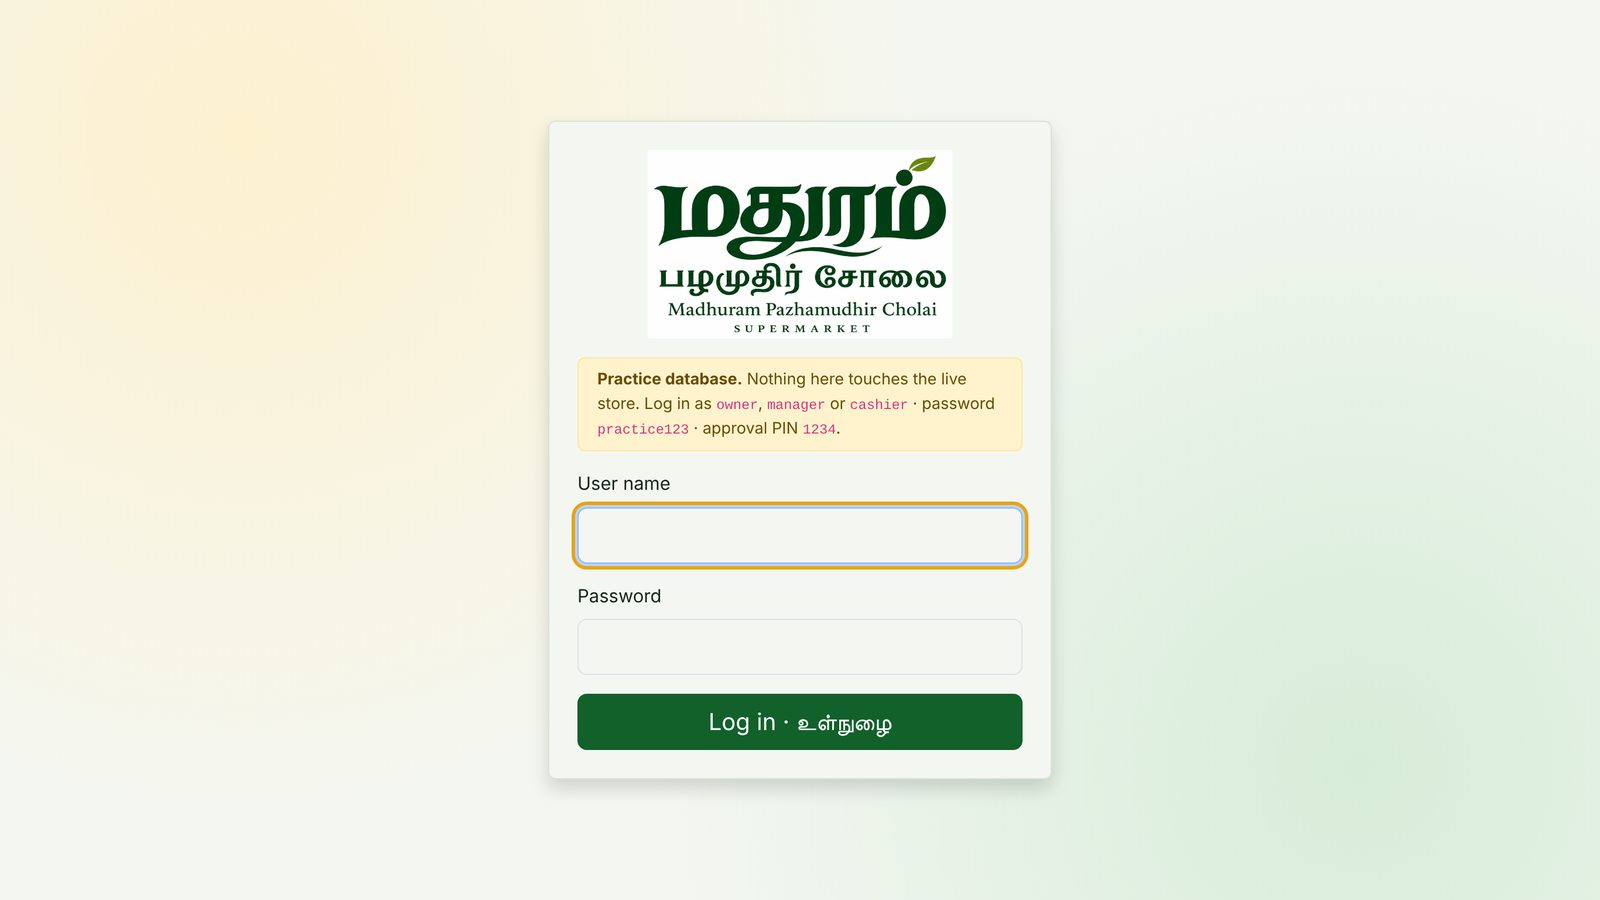 மதுரம்
பழமுதிர் சோலை
Madhuram Pazhamudhir Cholai
SUPERMARKET
Practice database. Nothing here touches the live
store. Log in as owner, manager or cashier · password
practice123 · approval PIN 1234.
User name
Password
Log in · உள்நுழை